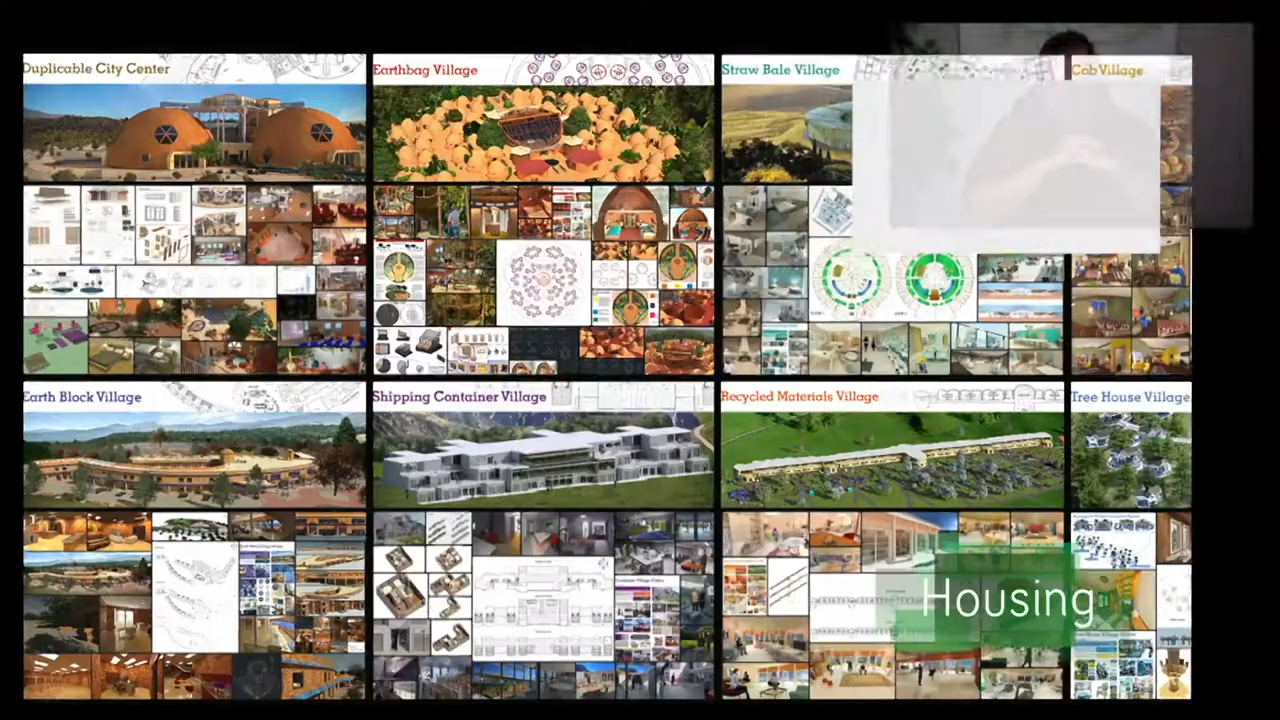 Duplicable City Center
Earthbag Village
Straw Bale Village
Cob Village
Earth Block Village
Shipping Container Village
Recycled Materials Village
Tree House Village
Housing